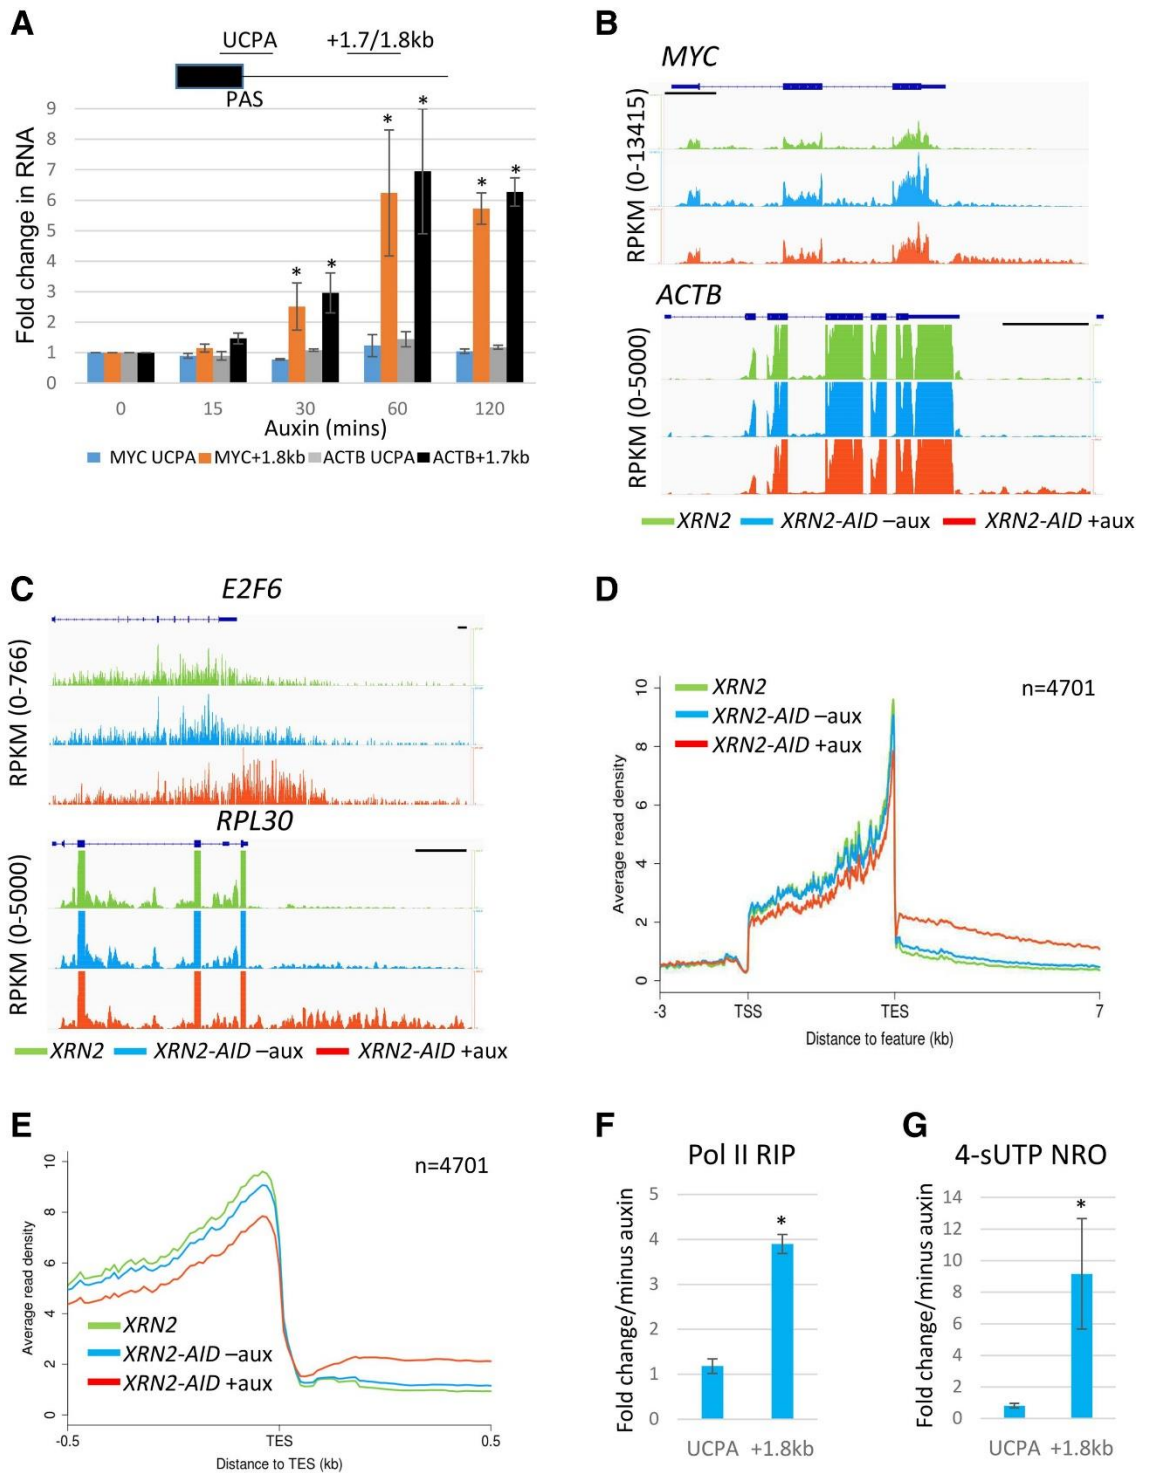 A
UCPA +1.7/1.8kb
PAS
Fold change in RNA
9
8
7
6
5
4
3
2
1
0
* * * * * *
0 15 30 60 120
Auxin (mins)
MYC UCPA MYC+1.8kb ACTB UCPA ACTB+1.7kb
B
MYC
RPKM (0-13415)
ACTB
RPKM (0-5000)
XRN2 XRN2-AID –aux XRN2-AID +aux
C
E2F6
RPKM (0-766)
RPL30
RPKM (0-5000)
XRN2 XRN2-AID –aux XRN2-AID +aux
D
XRN2
XRN2-AID –aux
XRN2-AID +aux
n=4701
Average read density
10
8
6
4
2
0
-3 TSS TES 7
Distance to feature (kb)
E
n=4701
Average read density
10
8
6
4
2
0
XRN2
XRN2-AID –aux
XRN2-AID +aux
-0.5 TES 0.5
Distance to TES (kb)
F
Pol II RIP
Fold change/minus auxin
5
4
3
2
1
0
*
UCPA +1.8kb
G
4-sUTP NRO
Fold change/minus auxin
14
12
10
8
6
4
2
0
*
UCPA +1.8kb